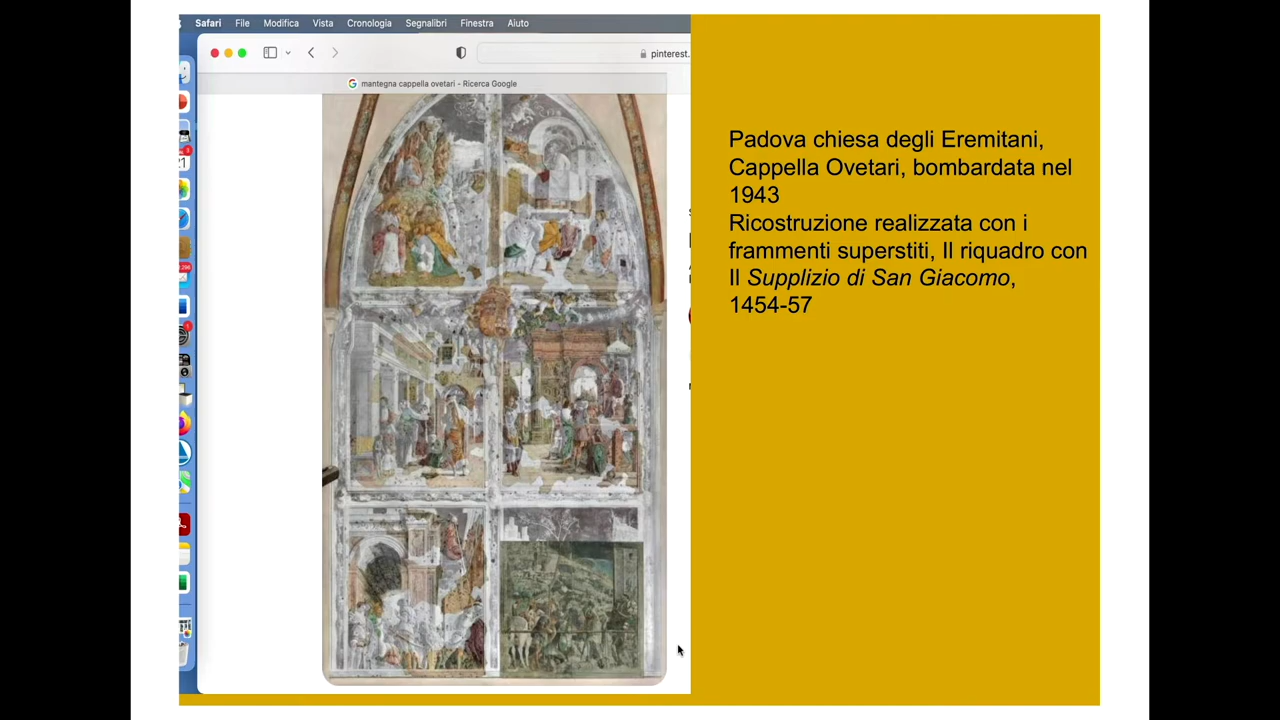 Safari File Modifica Vista Cronologia Segnalibri Finestra Aiuto
pinterest.
mantegna cappella ovetari - Ricerca Google
Padova chiesa degli Eremitani,
Cappella Ovetari, bombardata nel
1943
Ricostruzione realizzata con i
frammenti superstiti, Il riquadro con
Il Supplizio di San Giacomo,
1454-57